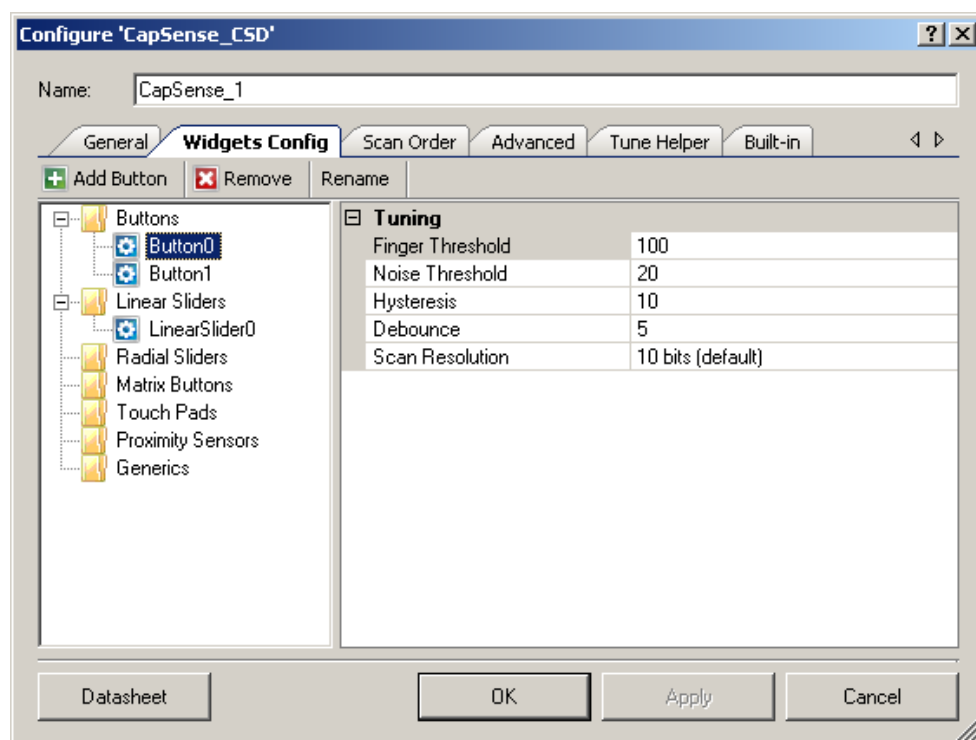 Configure 'CapSense_CSD'
Name: CapSense_1
General Widgets Config Scan Order Advanced Tune Helper Built-in
Add Button Remove Rename
Buttons
Button0
Button1
Linear Sliders
LinearSlider0
Radial Sliders
Matrix Buttons
Touch Pads
Proximity Sensors
Generics
Tuning
Finger Threshold 100
Noise Threshold 20
Hysteresis 10
Debounce 5
Scan Resolution 10 bits (default)
Datasheet OK Apply Cancel